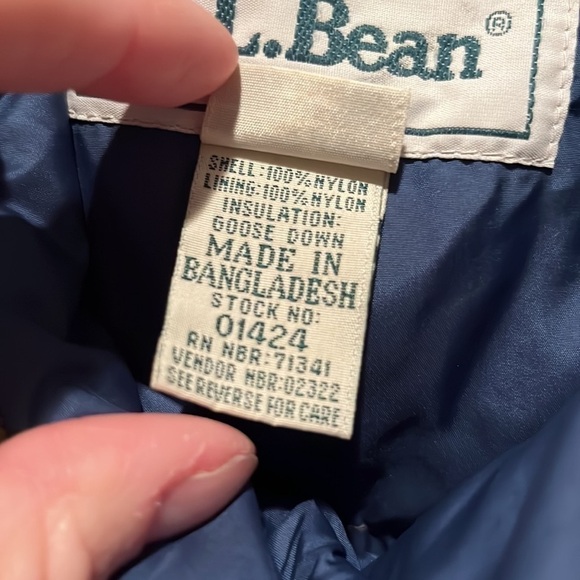 L.Bean®
SHELL:100%NYLON
LINING:100%NYLON
INSULATION:
GOOSE DOWN
MADE IN
BANGLADESH
STOCK NO:
01424
RN NBR:71341
VENDOR NBR:02322
SEE REVERSE FOR CARE